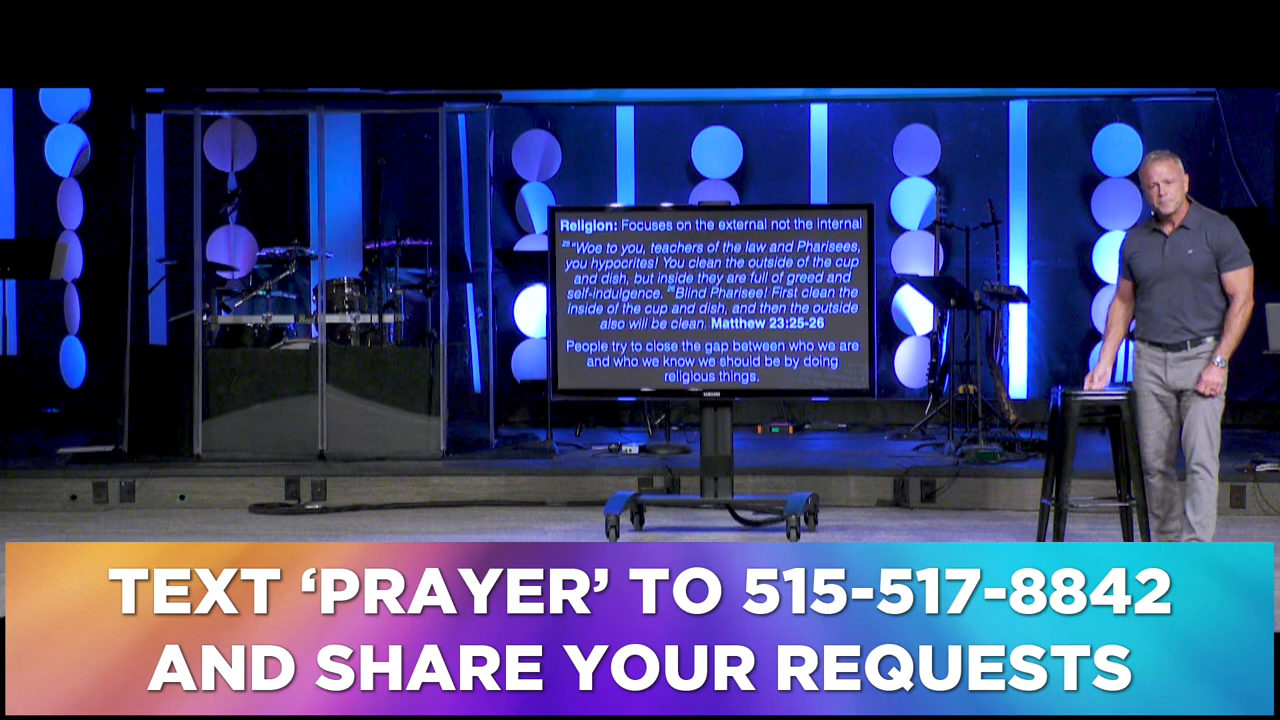 Religion: Focuses on the external not the internal
25 "Woe to you, teachers of the law and Pharisees,
you hypocrites! You clean the outside of the cup
and dish, but inside they are full of greed and
self-indulgence. 26 Blind Pharisee! First clean the
inside of the cup and dish, and then the outside
also will be clean. Matthew 23:25-26
People try to close the gap between who we are
and who we know we should be by doing
religious things.
SAMSUNG
TEXT ‘PRAYER’ TO 515-517-8842
AND SHARE YOUR REQUESTS